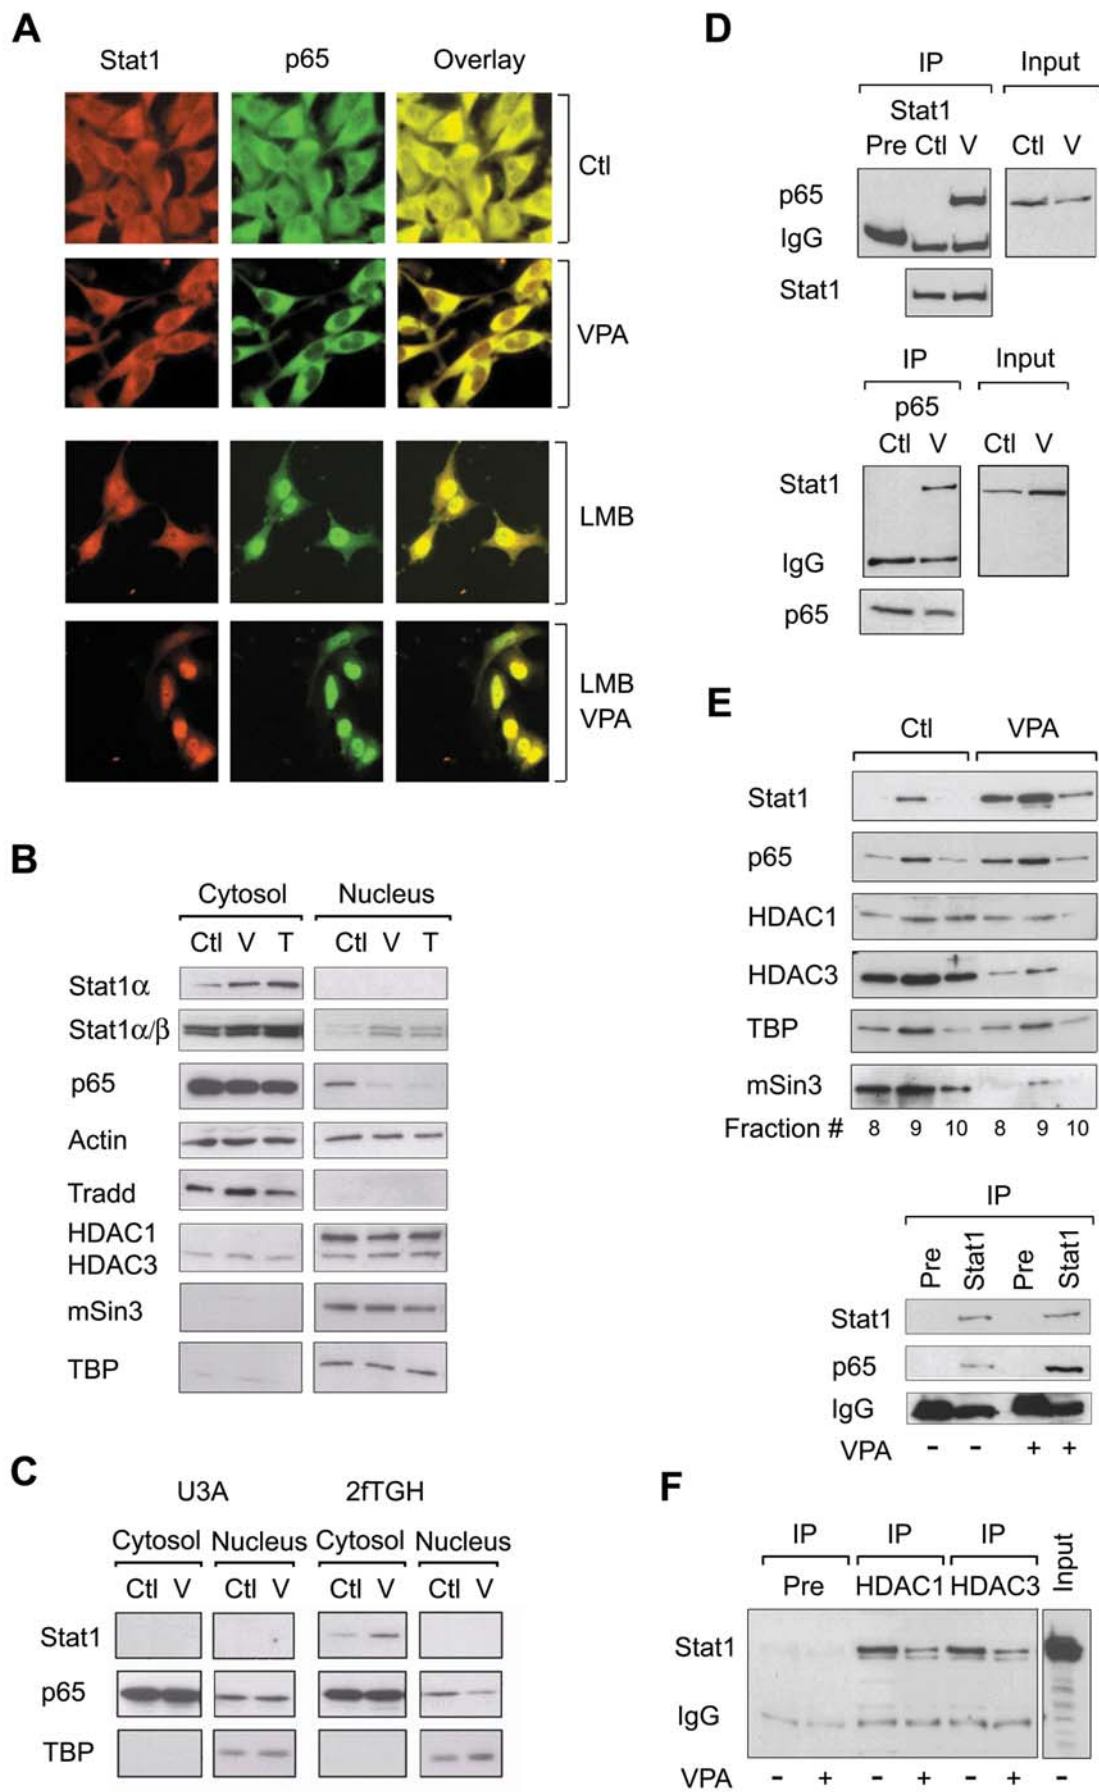 A
Stat1 p65 Overlay
Ctl
VPA
LMB
LMB
VPA
B
Cytosol Nucleus
Ctl V T Ctl V T
Stat1α
Stat1α/β
p65
Actin
Tradd
HDAC1
HDAC3
mSin3
TBP
C
U3A 2fTGH
Cytosol Nucleus Cytosol Nucleus
Ctl V Ctl V Ctl V Ctl V
Stat1
p65
TBP
D
IP Input
Stat1
Pre Ctl V Ctl V
p65
IgG
Stat1
IP Input
p65
Ctl V Ctl V
Stat1
IgG
p65
E
Ctl VPA
Stat1
p65
HDAC1
HDAC3
TBP
mSin3
Fraction # 8 9 10 8 9 10
IP
Pre Stat1 Pre Stat1
Stat1
p65
IgG
VPA - - + +
F
IP IP IP Input
Pre HDAC1 HDAC3
Stat1
IgG
VPA - + - + - + -